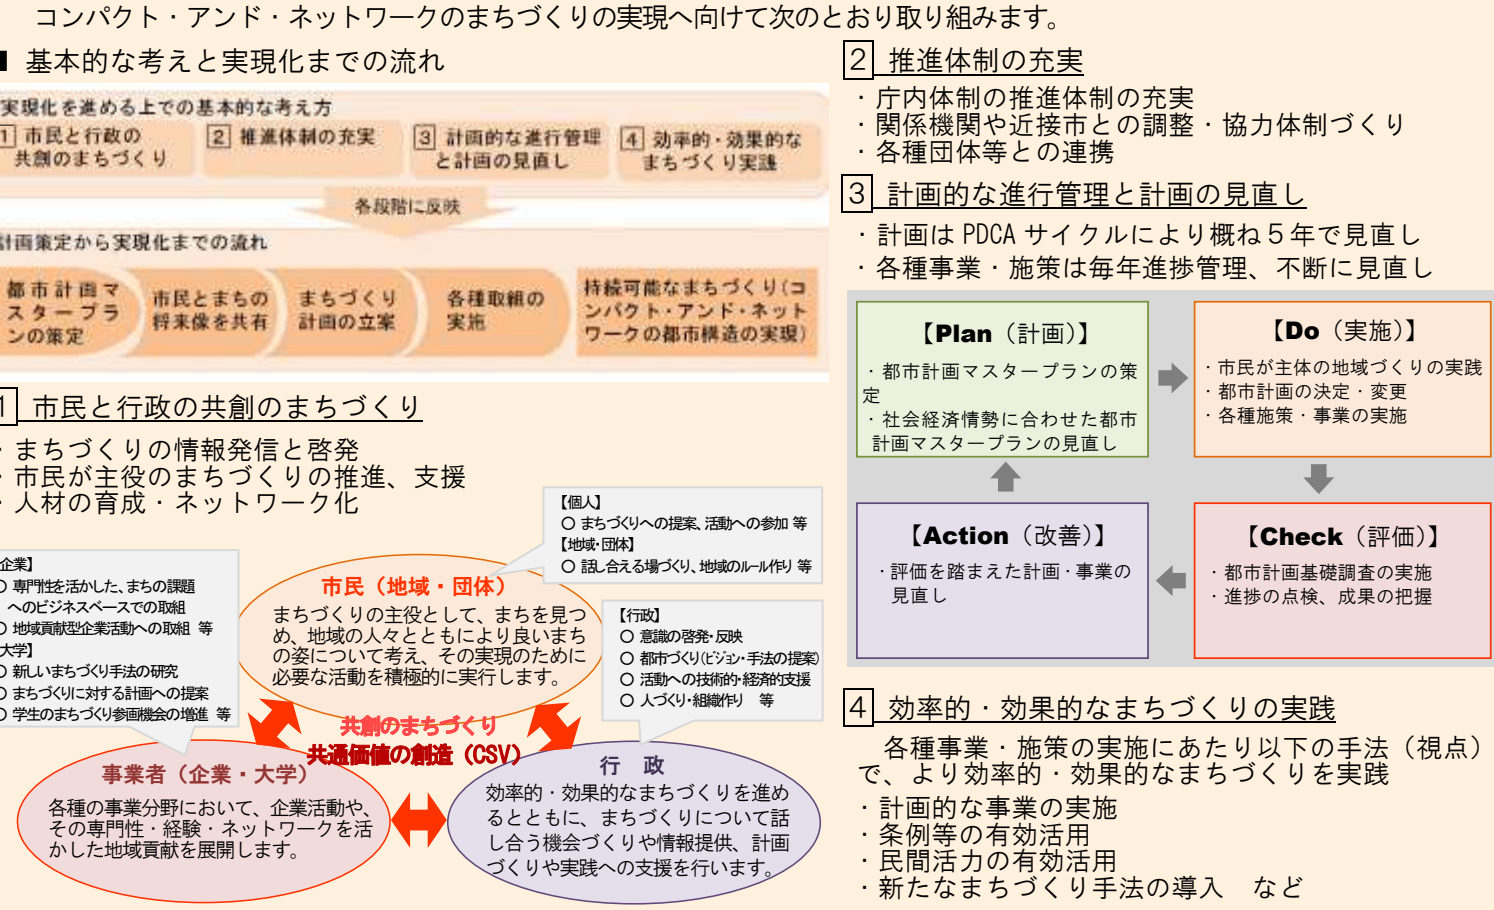 コンパクト・アンド・ネットワークのまちづくりの実現へ向けて次のとおり取り組みます。
■ 基本的な考えと実現化までの流れ
実現化を進める上での基本的な考え方
1 市民と行政の
共創のまちづくり
2 推進体制の充実
3 計画的な進行管理
と計画の見直し
4 効率的・効果的な
まちづくり実践
各段階に反映
計画策定から実現化までの流れ
都市計画マ
スタープラ
ンの策定
市民とまちの
将来像を共有
まちづくり
計画の立案
各種取組の
実施
持続可能なまちづくり(コ
ンパクト・アンド・ネット
ワークの都市構造の実現)
1 市民と行政の共創のまちづくり
・まちづくりの情報発信と啓発
・市民が主役のまちづくりの推進、支援
・人材の育成・ネットワーク化
【個人】
○ まちづくりへの提案、活動への参加 等
【地域・団体】
○ 話し合える場づくり、地域のルール作り 等
企業】
○ 専門性を活かした、まちの課題
へのビジネスベースでの取組
○ 地域貢献型企業活動への取組 等
大学】
○ 新しいまちづくり手法の研究
○ まちづくりに対する計画への提案
○ 学生のまちづくり参画機会の増進 等
市民（地域・団体）
まちづくりの主役として、まちを見つ
め、地域の人々とともにより良いまち
の姿について考え、その実現のために
必要な活動を積極的に実行します。
【行政】
○ 意識の啓発・反映
○ 都市づくり(ビジョン・手法の提案)
○ 活動への技術的・経済的支援
○ 人づくり・組織作り 等
共創のまちづくり
共通価値の創造（CSV）
事業者（企業・大学）
各種の事業分野において、企業活動や、
その専門性・経験・ネットワークを活
かした地域貢献を展開します。
行 政
効率的・効果的なまちづくりを進め
るとともに、まちづくりについて話
し合う機会づくりや情報提供、計画
づくりや実践への支援を行います。
2 推進体制の充実
・庁内体制の推進体制の充実
・関係機関や近接市との調整・協力体制づくり
・各種団体等との連携
3 計画的な進行管理と計画の見直し
・計画は PDCA サイクルにより概ね５年で見直し
・各種事業・施策は毎年進捗管理、不断に見直し
【Plan（計画）】
・都市計画マスタープランの策
定
・社会経済情勢に合わせた都市
計画マスタープランの見直し
【Do（実施）】
・市民が主体の地域づくりの実践
・都市計画の決定・変更
・各種施策・事業の実施
【Action（改善）】
・評価を踏まえた計画・事業の
見直し
【Check（評価）】
・都市計画基礎調査の実施
・進捗の点検、成果の把握
4 効率的・効果的なまちづくりの実践
各種事業・施策の実施にあたり以下の手法（視点）
で、より効率的・効果的なまちづくりを実践
・計画的な事業の実施
・条例等の有効活用
・民間活力の有効活用
・新たなまちづくり手法の導入 など